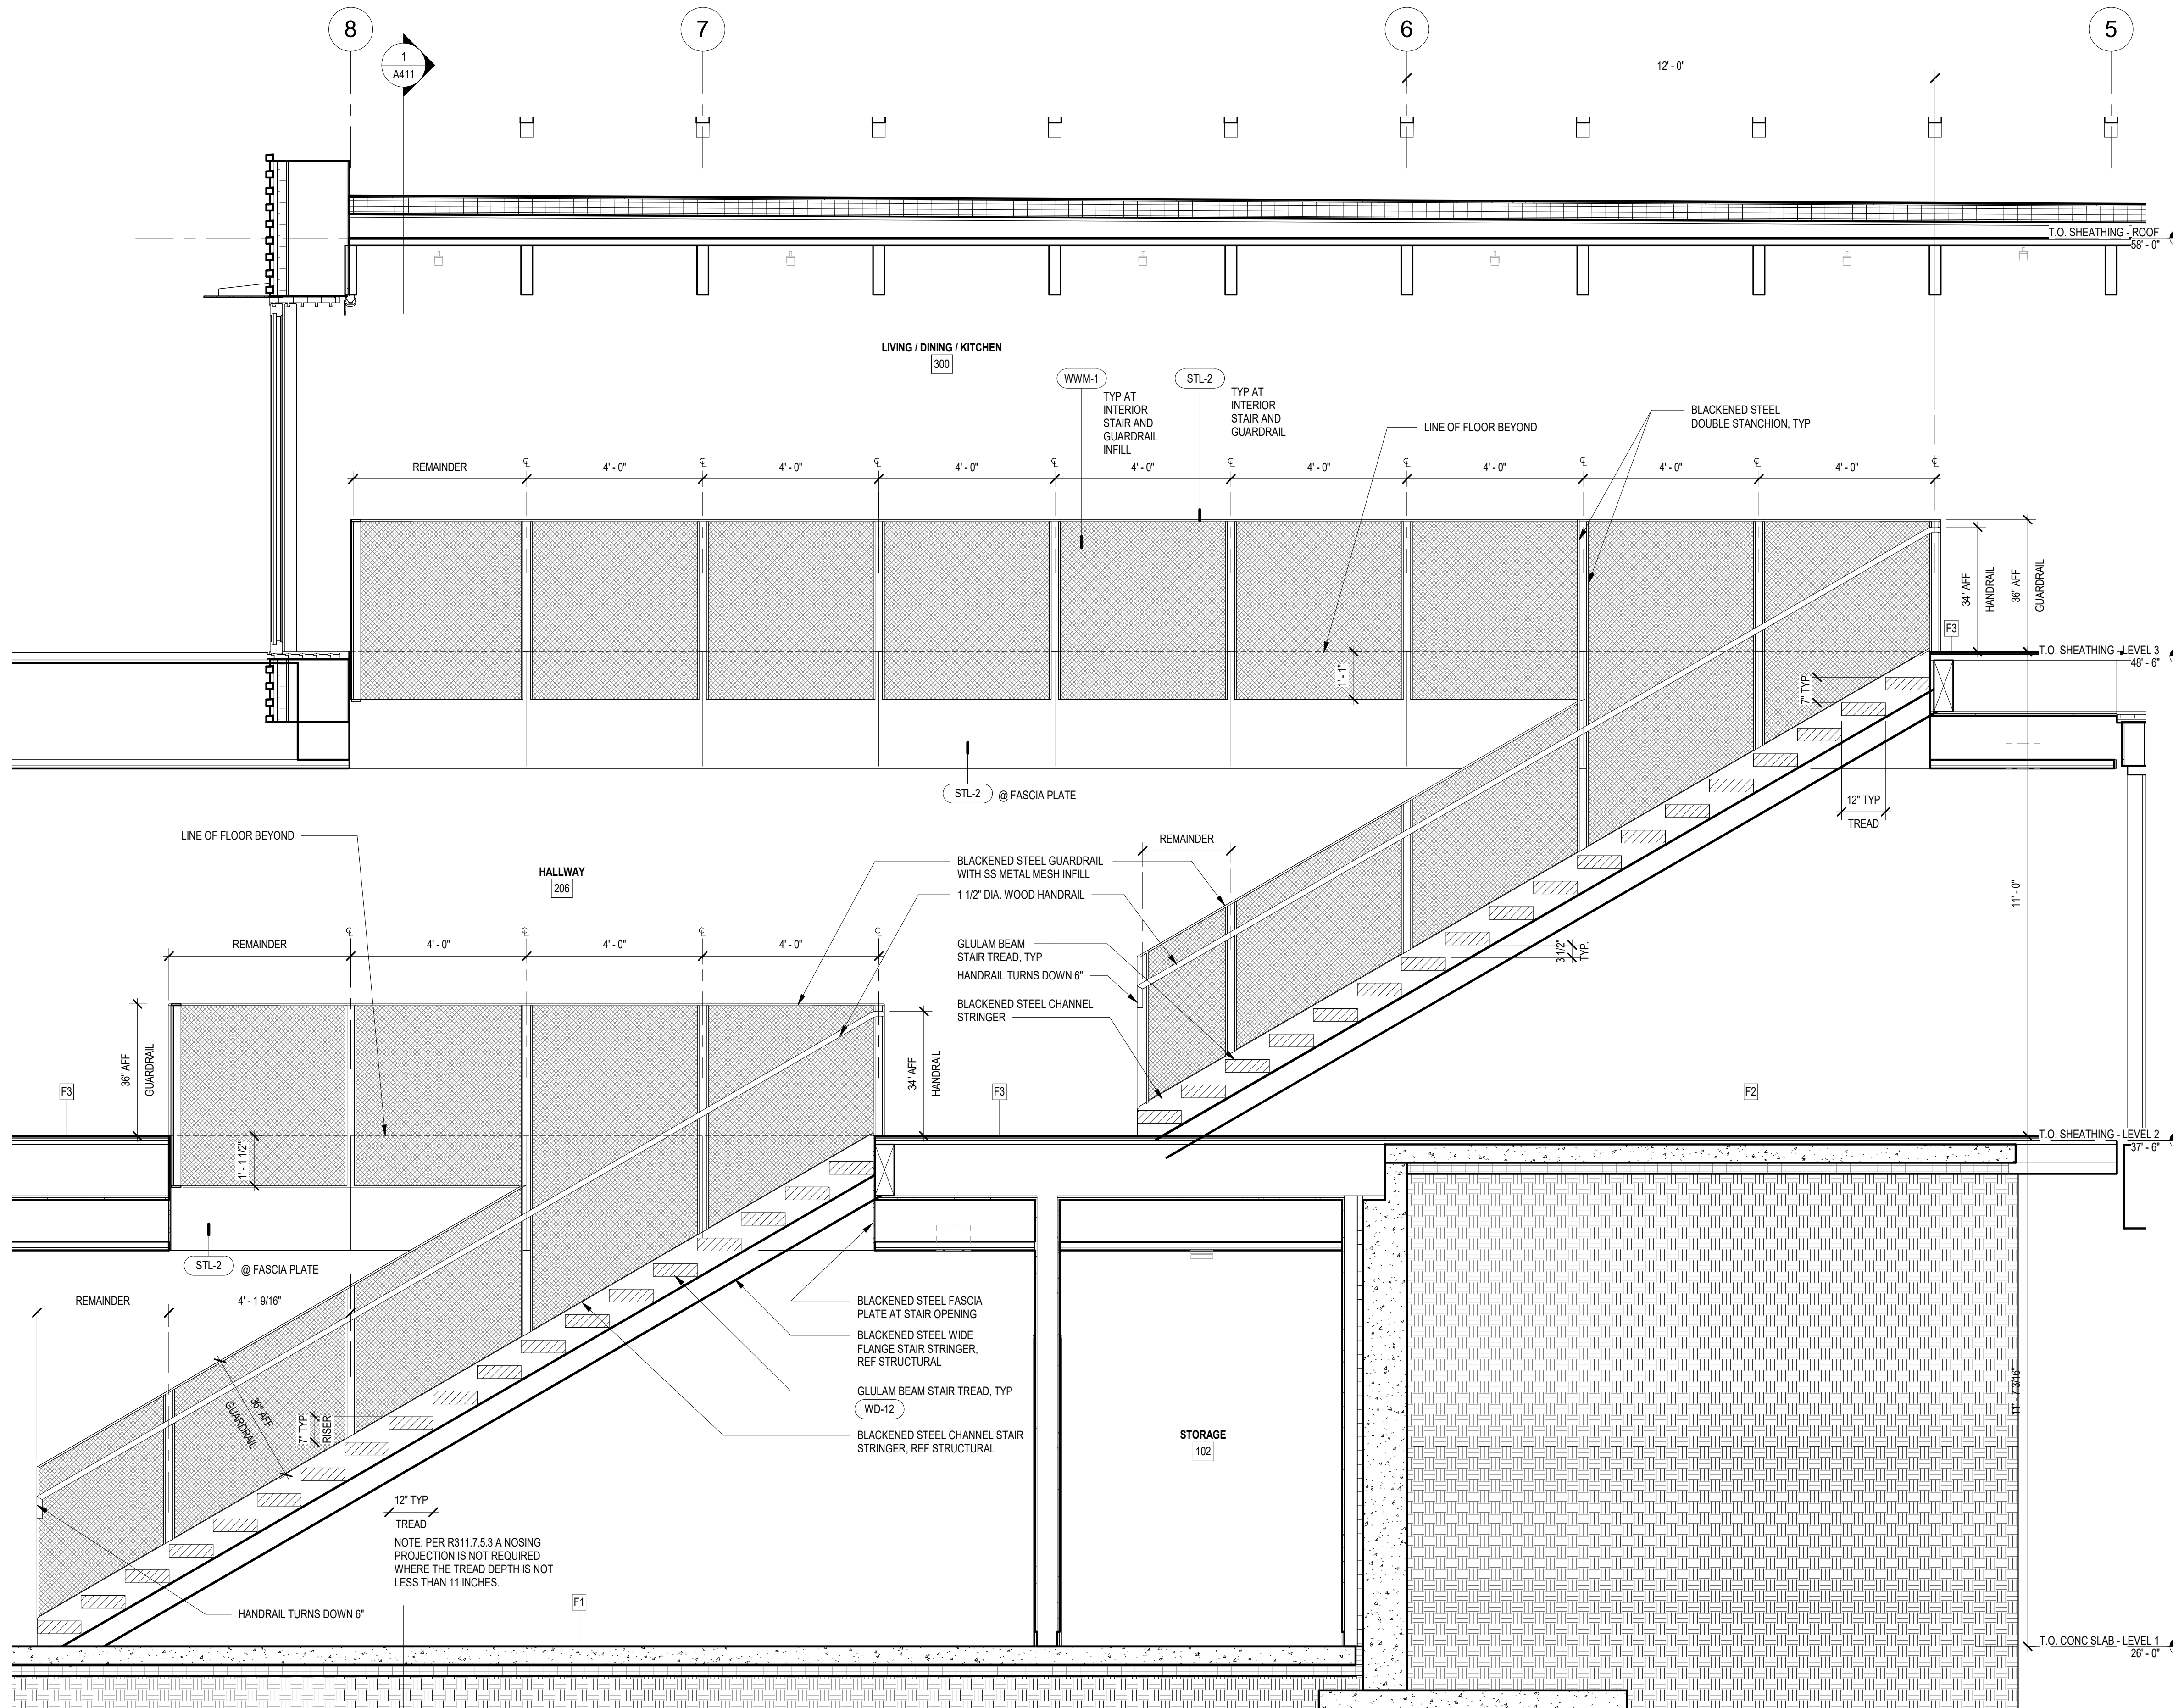 8
7
6
5
1
A411
12' - 0"
T.O. SHEATHING - ROOF
58' - 0"
LIVING / DINING / KITCHEN
300
WWM-1
STL-2
TYP AT
INTERIOR
STAIR AND
GUARDRAIL
INFILL
TYP AT
INTERIOR
STAIR AND
GUARDRAIL
BLACKENED STEEL
DOUBLE STANCHION, TYP
LINE OF FLOOR BEYOND
REMAINDER
4' - 0"
4' - 0"
4' - 0"
4' - 0"
4' - 0"
4' - 0"
4' - 0"
4' - 0"
34" AFF
HANDRAIL
36" AFF
GUARDRAIL
F3
T.O. SHEATHING - LEVEL 3
48' - 6"
1' - 1"
7" TYP.
STL-2
@ FASCIA PLATE
12" TYP
TREAD
LINE OF FLOOR BEYOND
REMAINDER
HALLWAY
206
BLACKENED STEEL GUARDRAIL
WITH SS METAL MESH INFILL
1 1/2" DIA. WOOD HANDRAIL
11' - 0"
GLULAM BEAM
STAIR TREAD, TYP
3 1/2"
TYP.
HANDRAIL TURNS DOWN 6"
BLACKENED STEEL CHANNEL
STRINGER
REMAINDER
4' - 0"
4' - 0"
4' - 0"
36" AFF
GUARDRAIL
34" AFF
HANDRAIL
F3
F3
F2
T.O. SHEATHING - LEVEL 2
37' - 6"
1' - 1 1/2"
STL-2
@ FASCIA PLATE
REMAINDER
4' - 1 9/16"
BLACKENED STEEL FASCIA
PLATE AT STAIR OPENING
BLACKENED STEEL WIDE
FLANGE STAIR STRINGER,
REF STRUCTURAL
GLULAM BEAM STAIR TREAD, TYP
WD-12
BLACKENED STEEL CHANNEL STAIR
STRINGER, REF STRUCTURAL
36" AFF
GUARDRAIL
7" TYP
RISER
11' - 7 3/16"
STORAGE
102
12" TYP
TREAD
NOTE: PER R311.7.5.3 A NOSING
PROJECTION IS NOT REQUIRED
WHERE THE TREAD DEPTH IS NOT
LESS THAN 11 INCHES.
F1
HANDRAIL TURNS DOWN 6"
T.O. CONC SLAB - LEVEL 1
26' - 0"